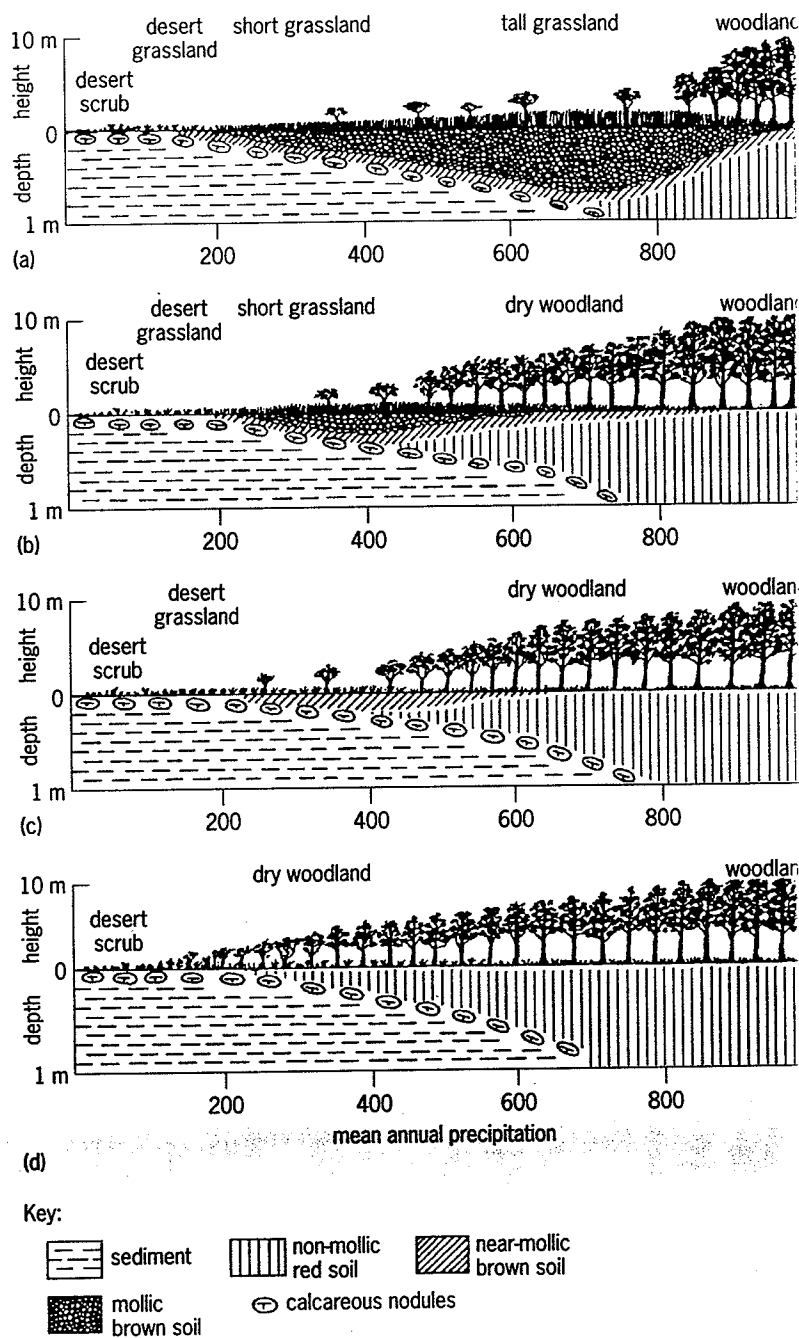 desert
grassland
short grassland
tall grassland
woodland
desert
scrub
10 m
height
0
depth
1 m
200
400
600
800
(a)
desert
grassland
short grassland
dry woodland
woodland
desert
scrub
10 m
height
0
depth
1 m
200
400
600
800
(b)
desert
grassland
dry woodland
woodlan
desert
scrub
10 m
height
0
depth
1 m
200
400
600
800
(c)
dry woodland
woodlan
desert
scrub
10 m
height
0
depth
1 m
200
400
600
800
mean annual precipitation
(d)
Key:
sediment
non-mollic
red soil
near-mollic
brown soil
mollic
brown soil
calcareous nodules